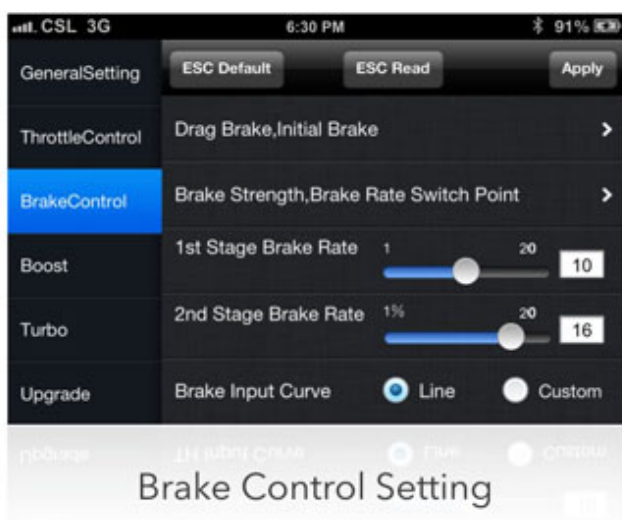 CSL 3G 6:30 PM 91%
ESC Default ESC Read Apply
GeneralSetting
ThrottleControl
BrakeControl
Boost
Turbo
Upgrade
Drag Brake,Initial Brake
Brake Strength,Brake Rate Switch Point
1st Stage Brake Rate 1 20 10
2nd Stage Brake Rate 1% 20 16
Brake Input Curve Line Custom
Brake Control Setting